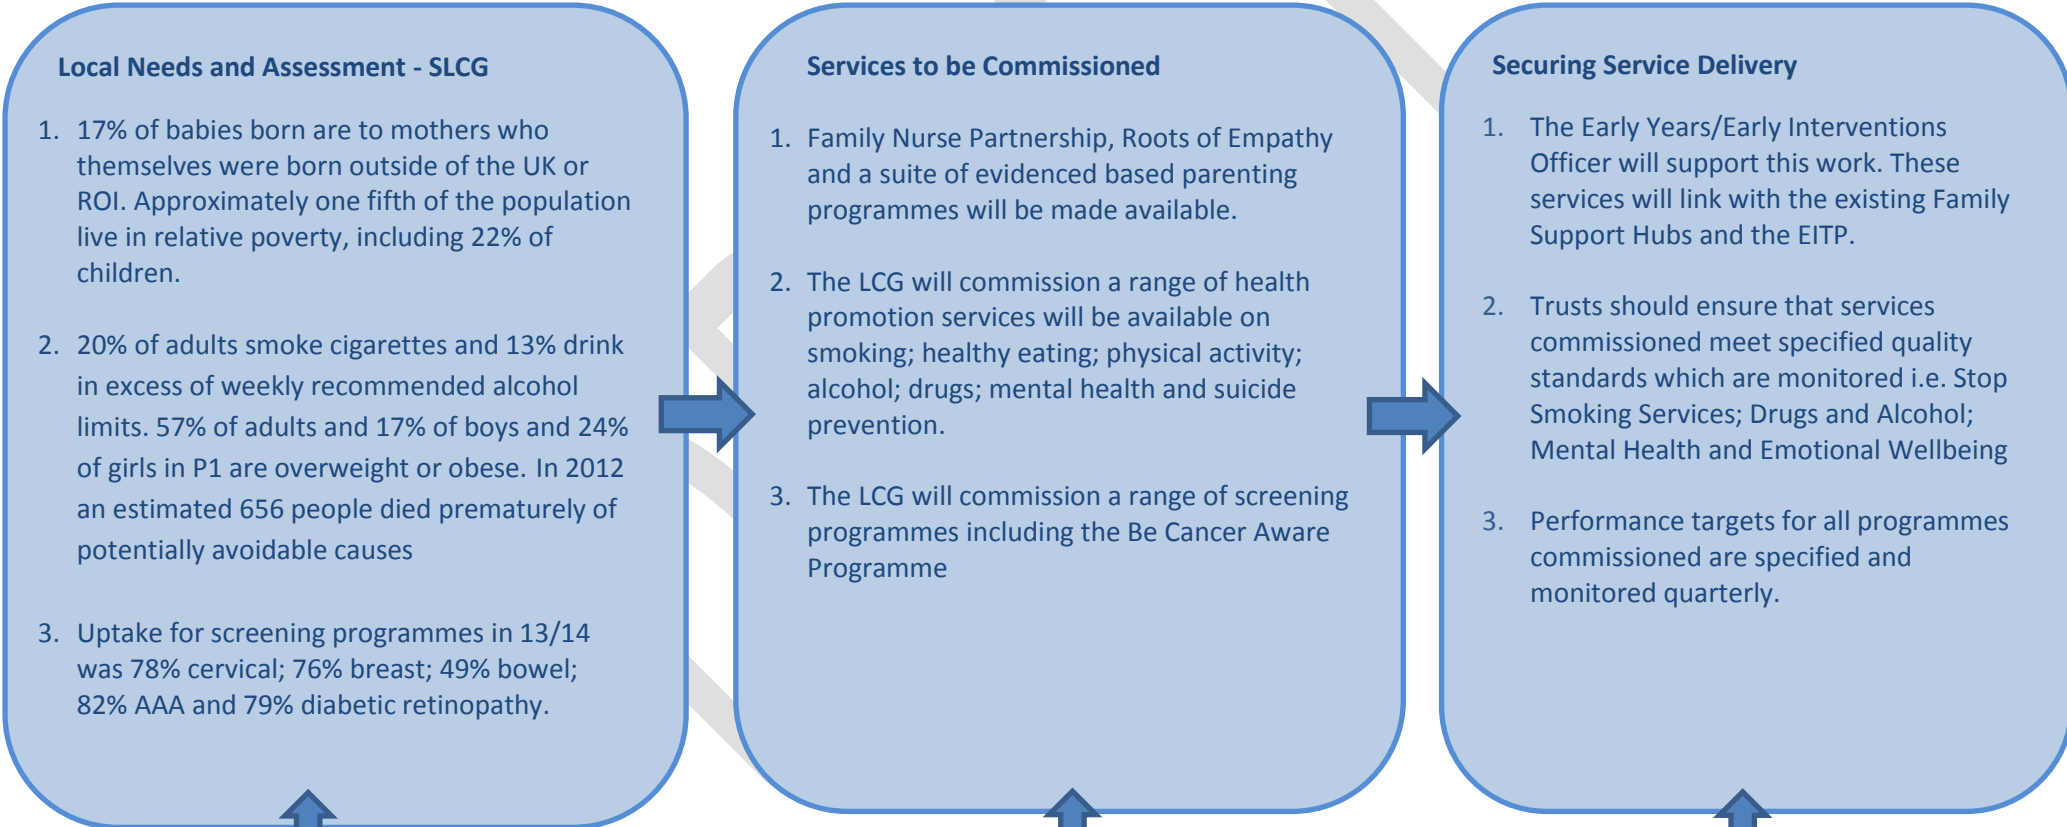 Local Needs and Assessment - SLCG
1. 17% of babies born are to mothers who
themselves were born outside of the UK or
ROI. Approximately one fifth of the population
live in relative poverty, including 22% of
children.
2. 20% of adults smoke cigarettes and 13% drink
in excess of weekly recommended alcohol
limits. 57% of adults and 17% of boys and 24%
of girls in P1 are overweight or obese. In 2012
an estimated 656 people died prematurely of
potentially avoidable causes
3. Uptake for screening programmes in 13/14
was 78% cervical; 76% breast; 49% bowel;
82% AAA and 79% diabetic retinopathy.
Services to be Commissioned
1. Family Nurse Partnership, Roots of Empathy
and a suite of evidenced based parenting
programmes will be made available.
2. The LCG will commission a range of health
promotion services will be available on
smoking; healthy eating; physical activity;
alcohol; drugs; mental health and suicide
prevention.
3. The LCG will commission a range of screening
programmes including the Be Cancer Aware
Programme
Securing Service Delivery
1. The Early Years/Early Interventions
Officer will support this work. These
services will link with the existing Family
Support Hubs and the EITP.
2. Trusts should ensure that services
commissioned meet specified quality
standards which are monitored i.e. Stop
Smoking Services; Drugs and Alcohol;
Mental Health and Emotional Wellbeing
3. Performance targets for all programmes
commissioned are specified and
monitored quarterly.